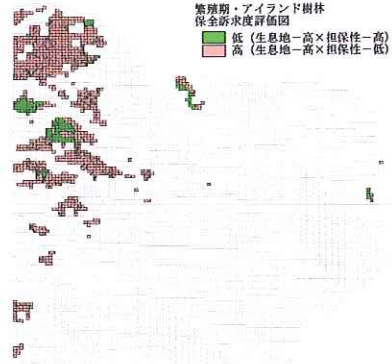 繁殖期・アイランド樹林
保全訴求度評価図
低（生息地－高×担保性－高）
高（生息地－高×担保性－低）